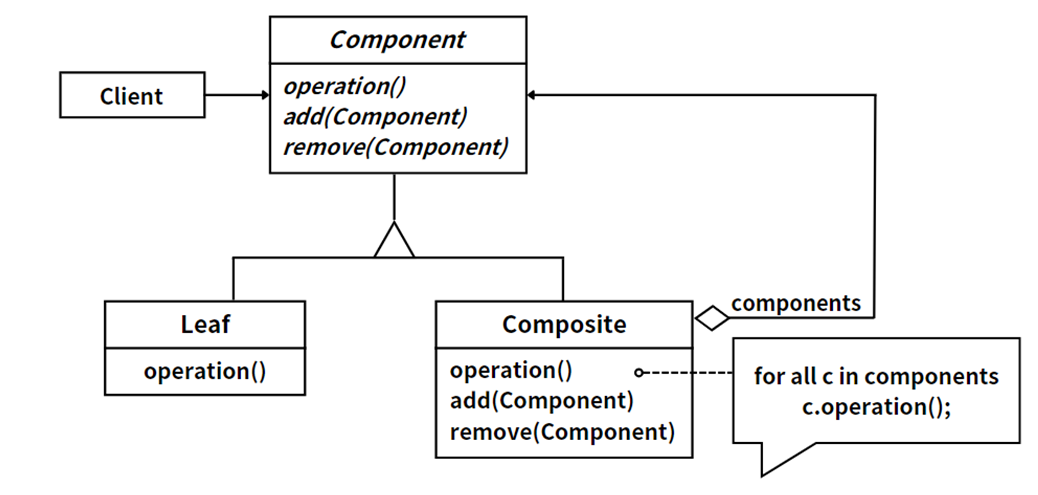 Component
operation()
add(Component)
remove(Component)
Client
Leaf
operation()
Composite
operation()
add(Component)
remove(Component)
components
for all c in components
c.operation();